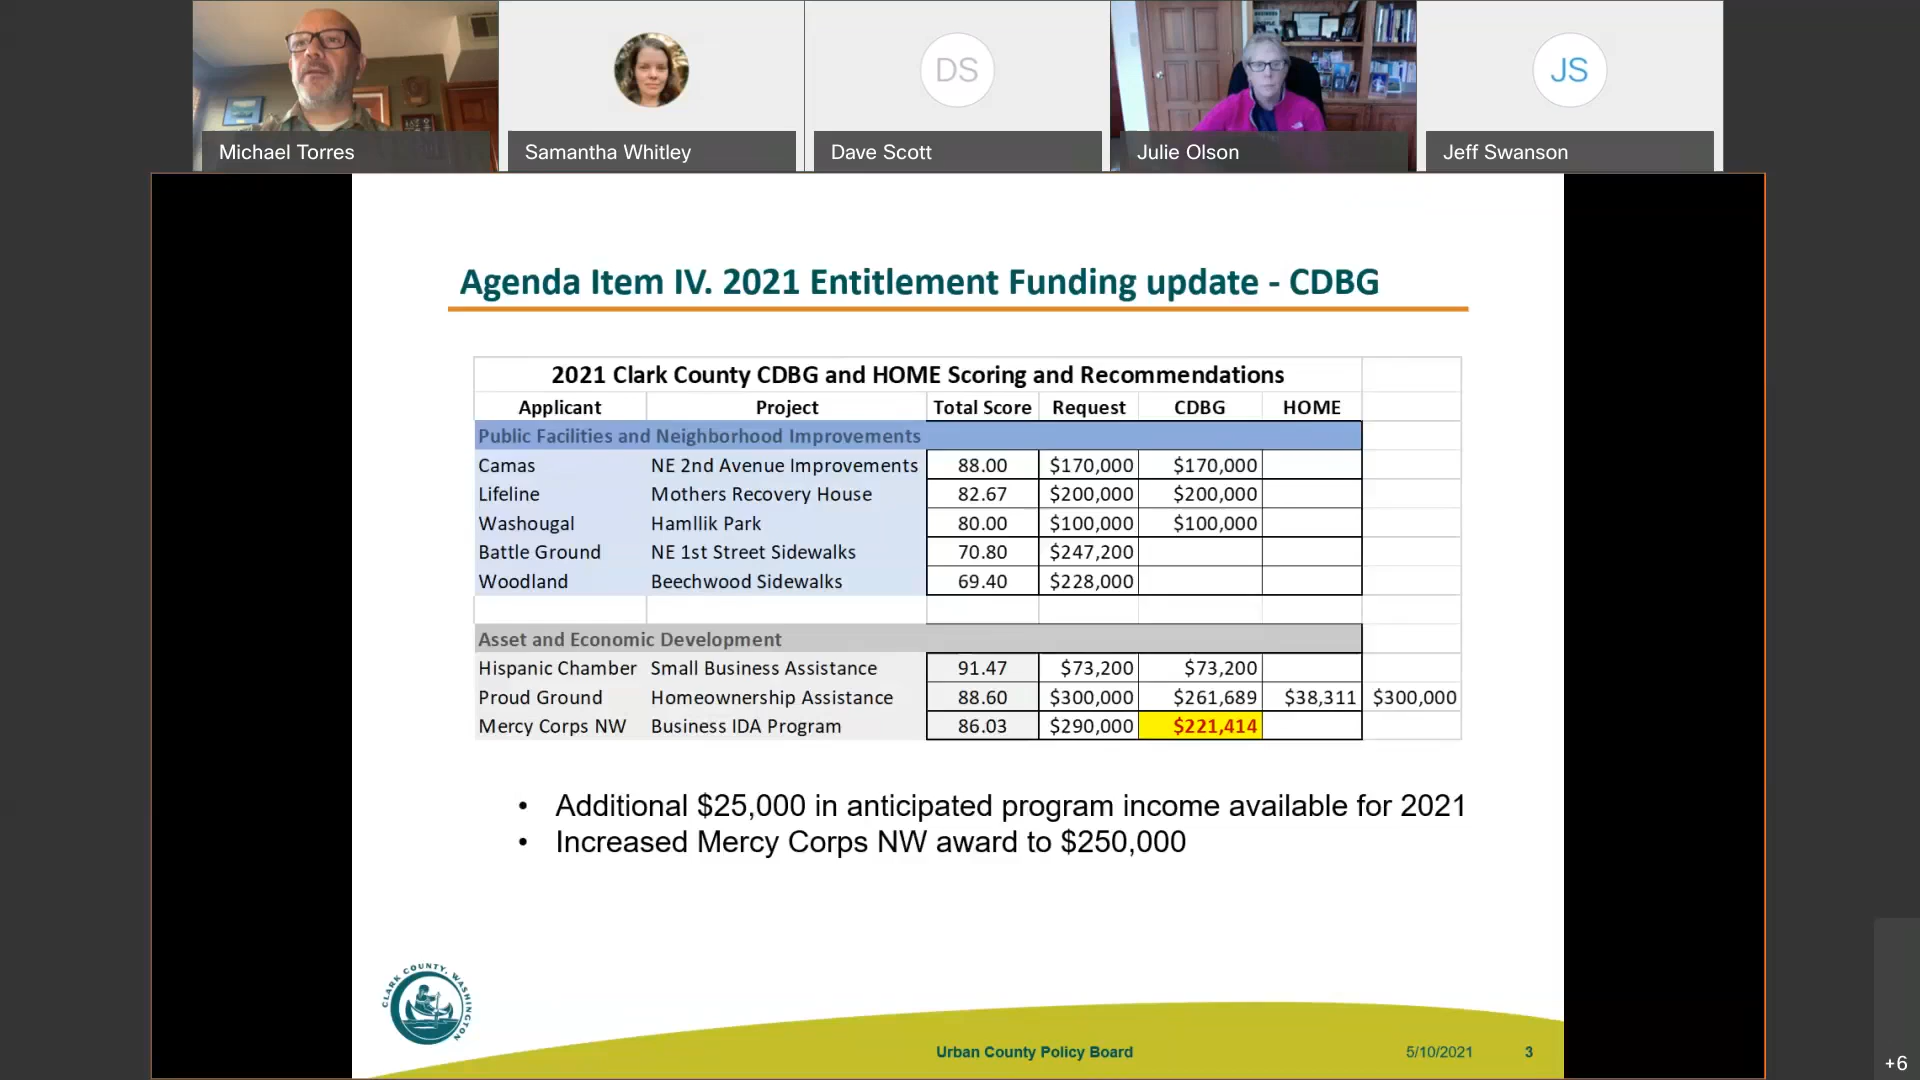 Michael Torres
Samantha Whitley
DS
Dave Scott
Julie Olson
JS
Jeff Swanson
Agenda Item IV. 2021 Entitlement Funding update - CDBG
2021 Clark County CDBG and HOME Scoring and Recommendations
Applicant Project Total Score Request CDBG HOME
Public Facilities and Neighborhood Improvements
Camas NE 2nd Avenue Improvements 88.00 $170,000 $170,000
Lifeline Mothers Recovery House 82.67 $200,000 $200,000
Washougal Hamllik Park 80.00 $100,000 $100,000
Battle Ground NE 1st Street Sidewalks 70.80 $247,200
Woodland Beechwood Sidewalks 69.40 $228,000
Asset and Economic Development
Hispanic Chamber Small Business Assistance 91.47 $73,200 $73,200
Proud Ground Homeownership Assistance 88.60 $300,000 $261,689 $38,311 $300,000
Mercy Corps NW Business IDA Program 86.03 $290,000 $221,414
• Additional $25,000 in anticipated program income available for 2021
• Increased Mercy Corps NW award to $250,000
CLARK COUNTY, WASHINGTON
Urban County Policy Board 5/10/2021 3
+6